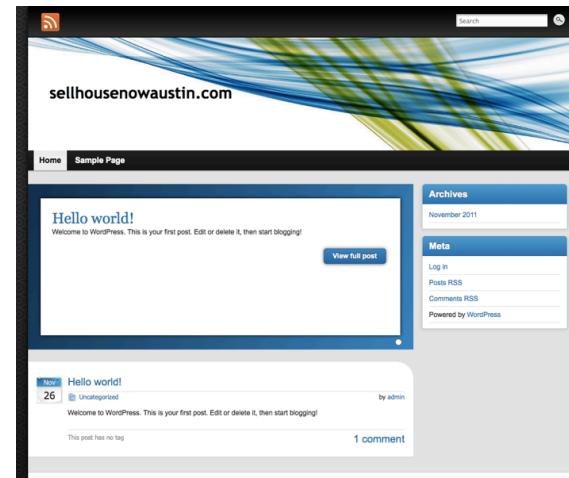 Search
sellhousenowaustin.com
Home Sample Page
Hello world!
Welcome to WordPress. This is your first post. Edit or delete it, then start blogging!
View full post
Archives
November 2011
Meta
Log in
Posts RSS
Comments RSS
Powered by WordPress
Nov
26
Hello world!
Uncategorized by admin
Welcome to WordPress. This is your first post. Edit or delete it, then start blogging!
This post has no tag 1 comment